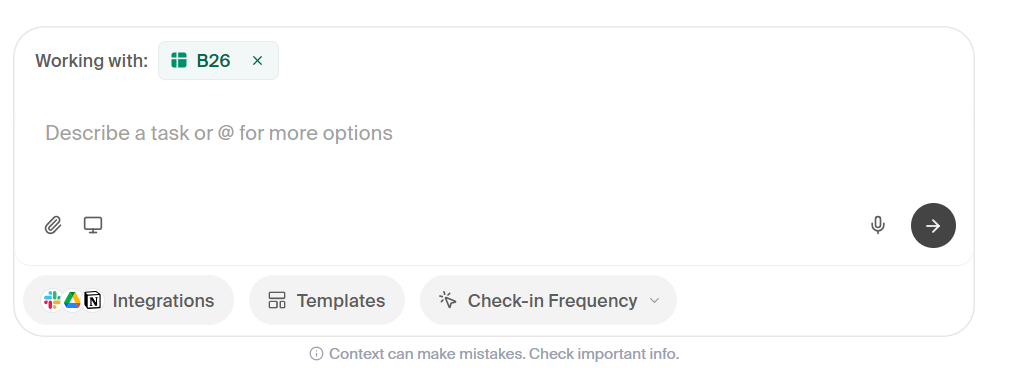 Working with: B26
Describe a task or @ for more options
Integrations Templates Check-in Frequency
Context can make mistakes. Check important info.